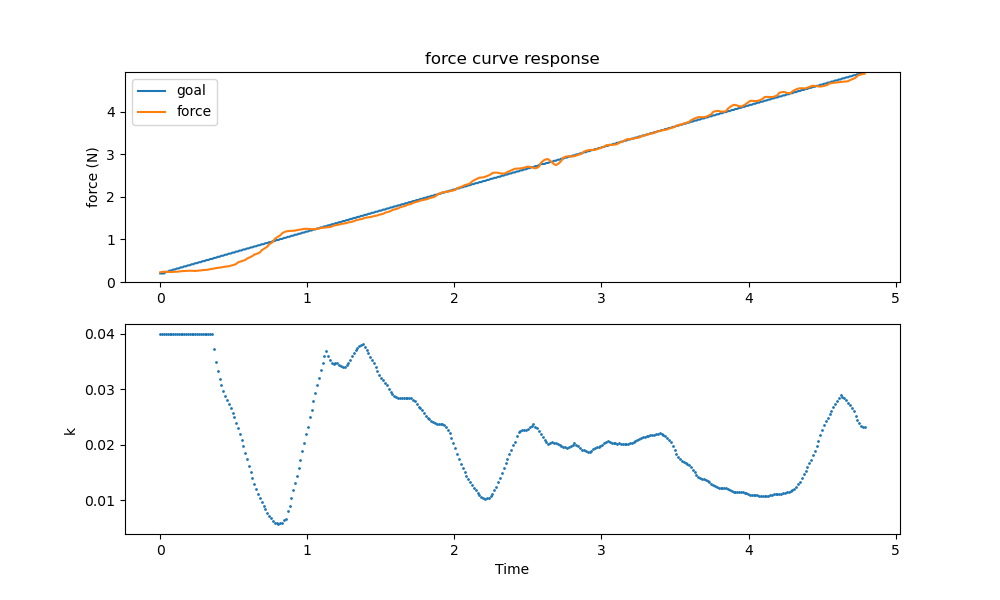 force curve response
goal
force
force (N)
4
3
2
1
0
0 1 2 3 4 5
k
0.04
0.03
0.02
0.01
0 1 2 3 4 5
Time